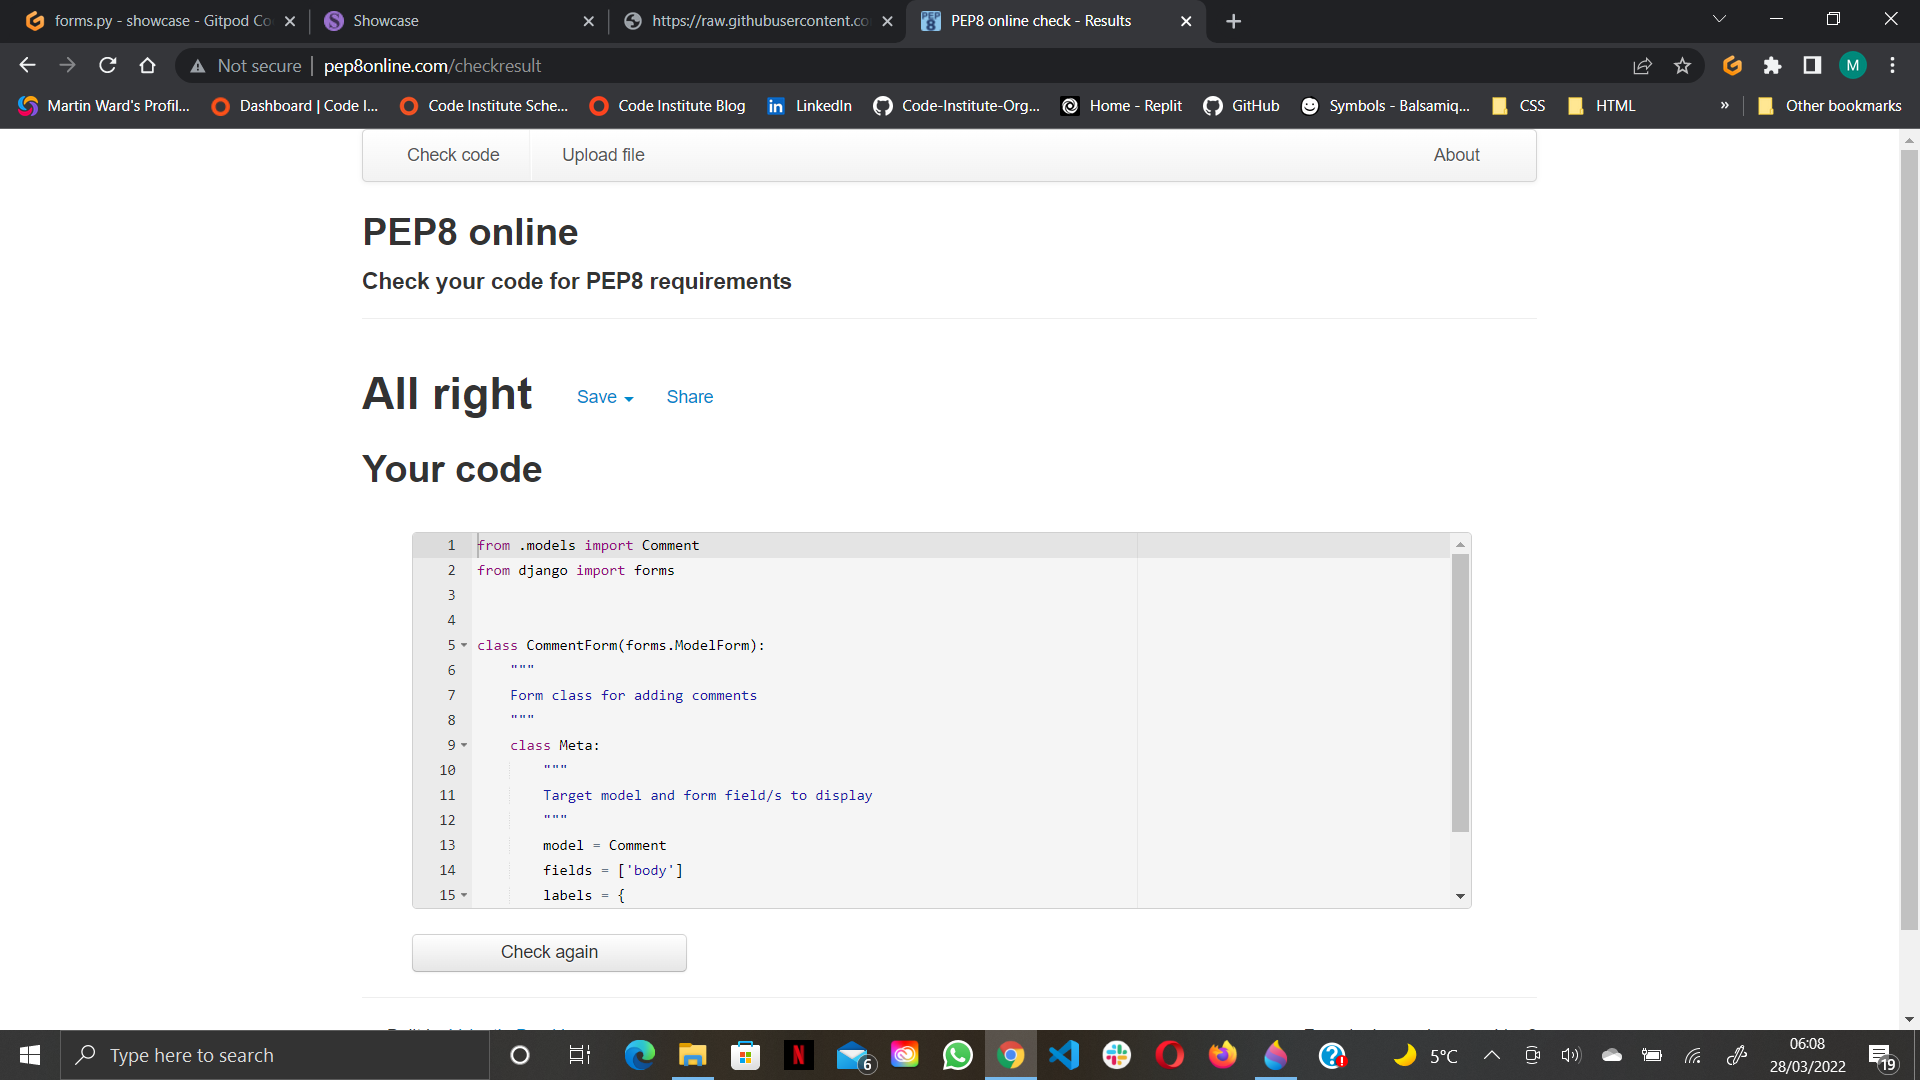 forms.py - showcase - Gitpod Co
Showcase
https://raw.githubusercontent.co
PEP8 online check - Results
Not secure
pep8online.com/checkresult
M
Martin Ward's Profil...
Dashboard | Code I...
Code Institute Sche...
Code Institute Blog
LinkedIn
Code-Institute-Org...
Home - Replit
GitHub
Symbols - Balsamiq...
CSS
HTML
»
Other bookmarks
Check code
Upload file
About
PEP8 online
Check your code for PEP8 requirements
All right
Save
Share
Your code
1 from .models import Comment
2 from django import forms
3
4
5 class CommentForm(forms.ModelForm):
6 """
7 Form class for adding comments
8 """
9 class Meta:
10 """
11 Target model and form field/s to display
12 """
13 model = Comment
14 fields = ['body']
15 labels = {
Check again
Type here to search
6
5°C
06:08
28/03/2022
19